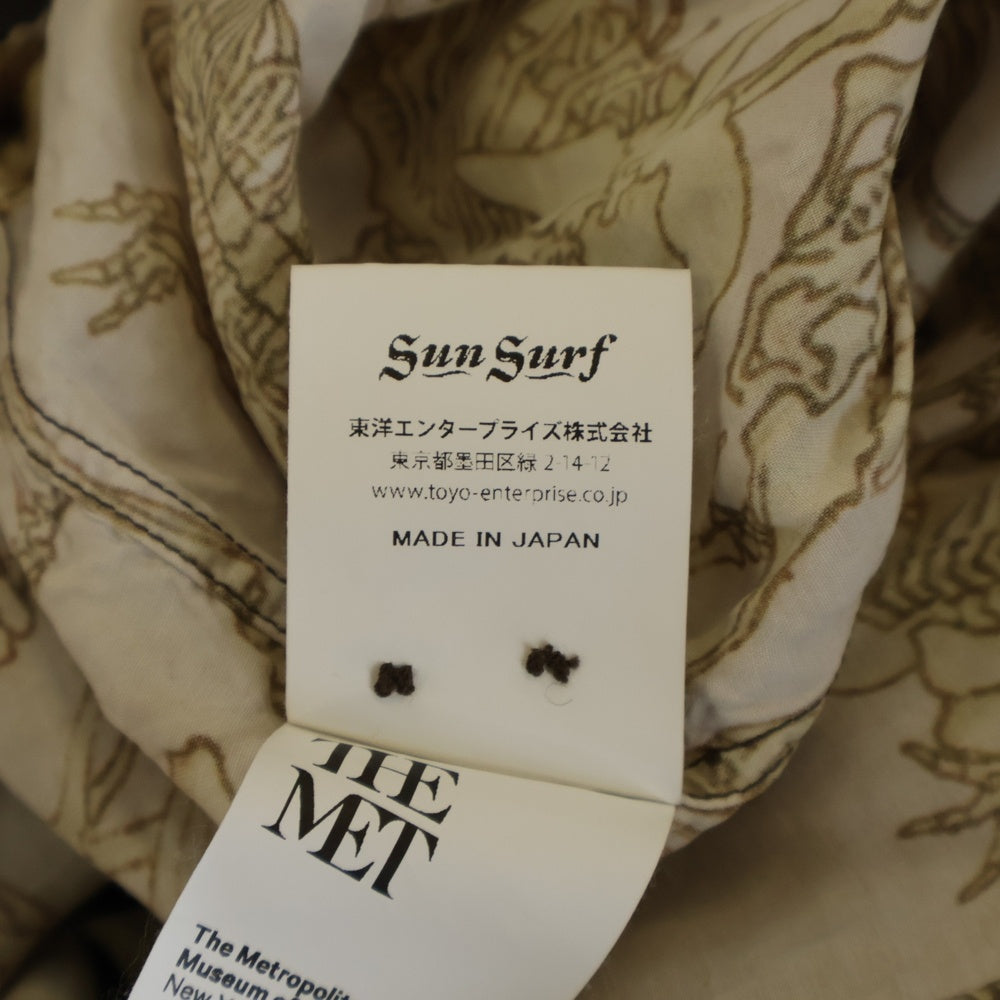 Sun Surf
東洋エンタープライズ株式会社
東京都墨田区緑 2-14-12
www.toyo-enterprise.co.jp
MADE IN JAPAN
THE
MET
The Metropolit
Museum
New